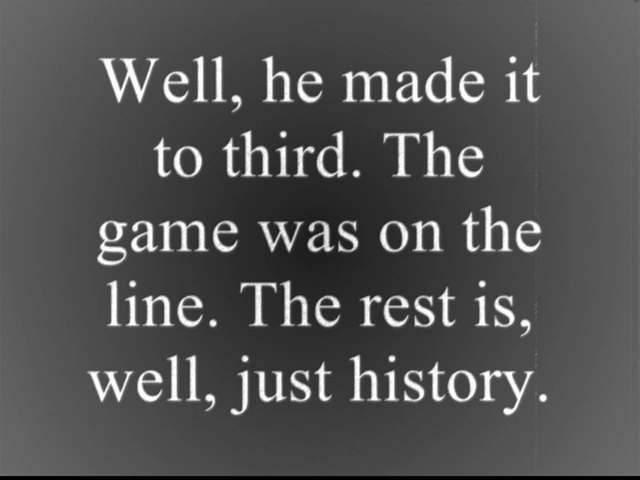 Well, he made it
to third. The
game was on the
line. The rest is,
well, just history.